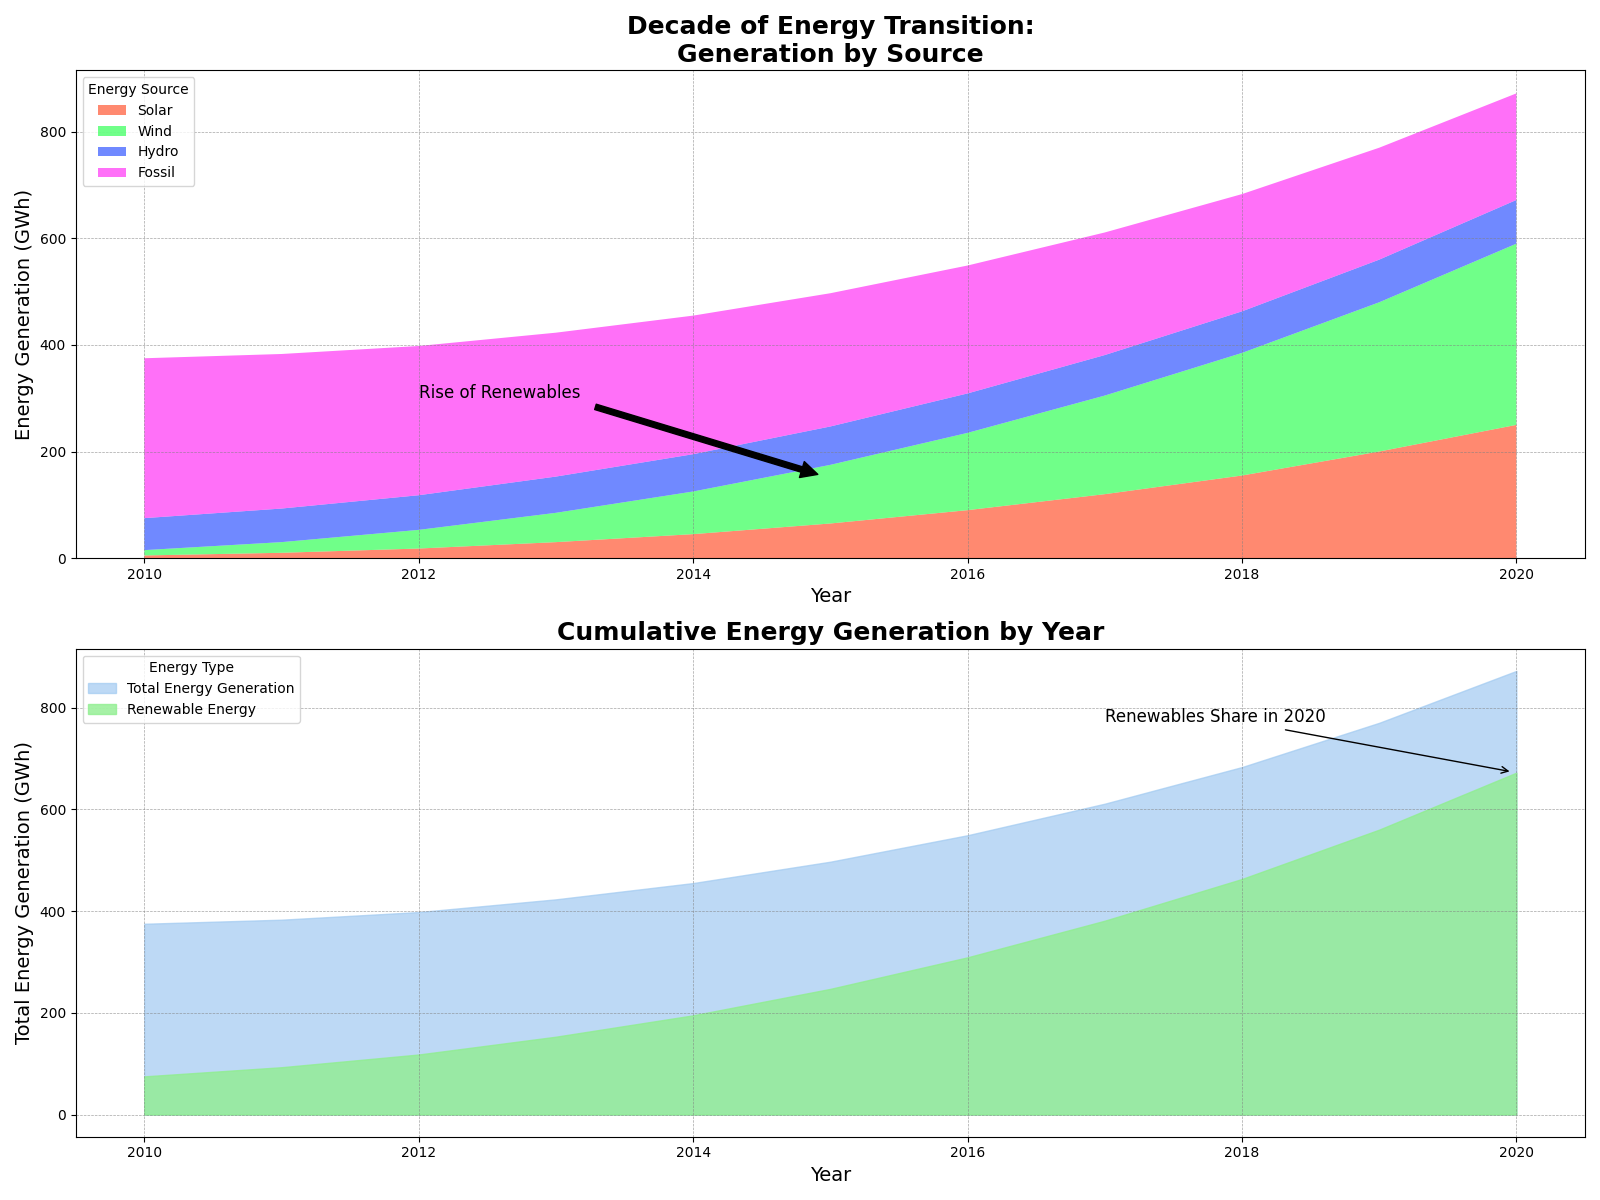 Decade of Energy Transition:
Generation by Source
Energy Source
Solar
Wind
Hydro
Fossil
Energy Generation (GWh)
800
600
400
200
0
Rise of Renewables
2010
2012
2014
2016
2018
2020
Year
Cumulative Energy Generation by Year
Energy Type
Total Energy Generation
Renewable Energy
Total Energy Generation (GWh)
800
600
400
200
0
Renewables Share in 2020
2010
2012
2014
2016
2018
2020
Year